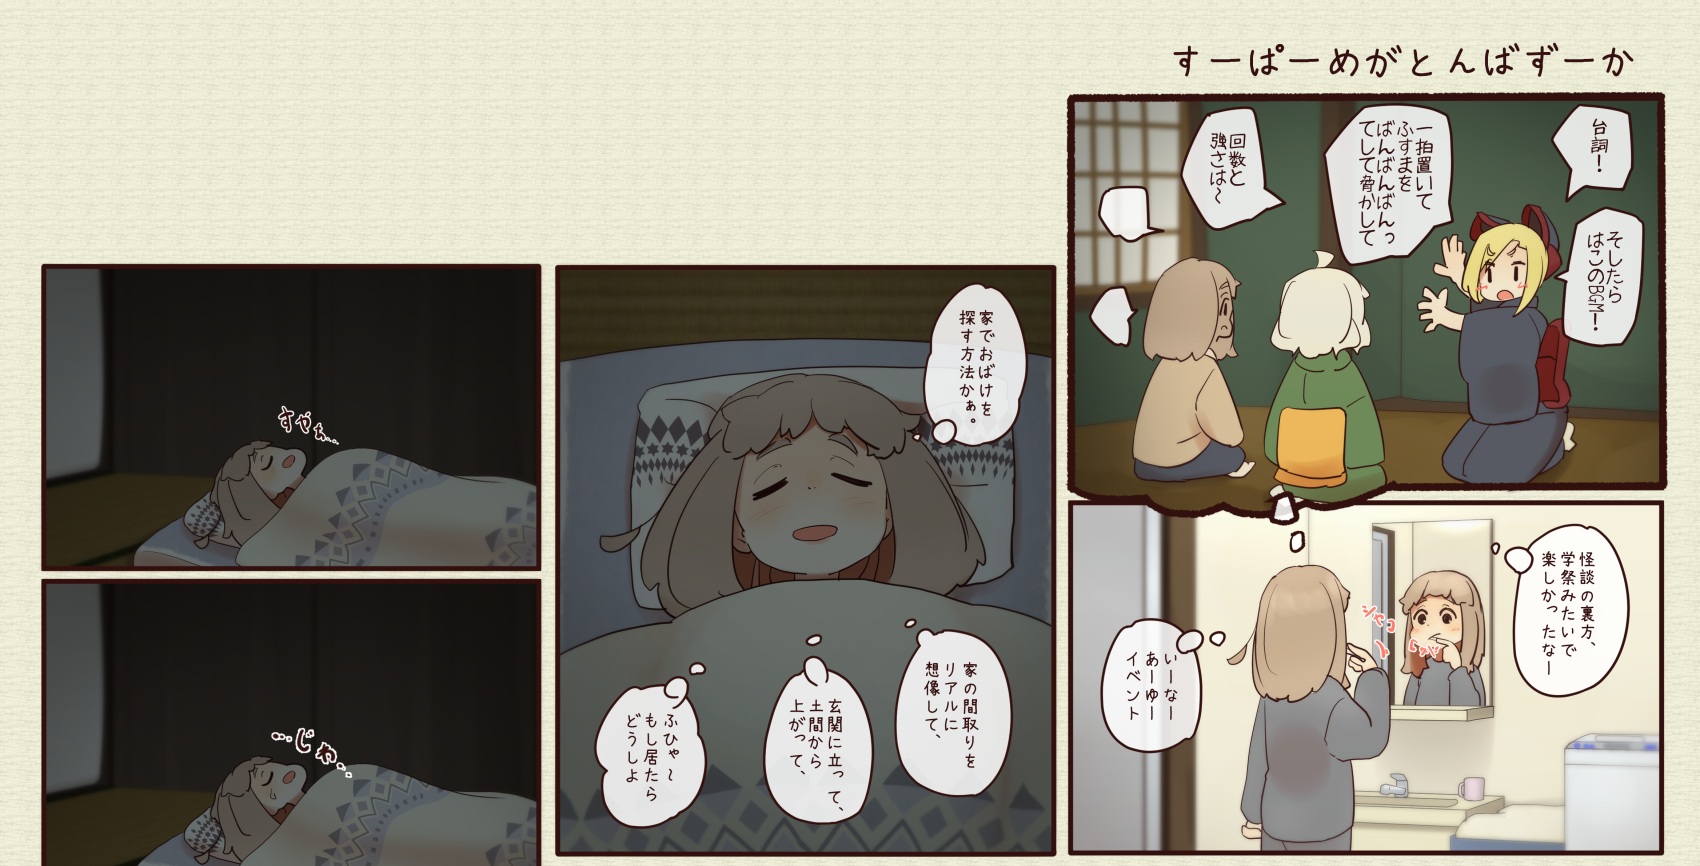 すーぱーめがとんばずーか
台詞!
そしたら
はこのBGM!
一拍置いて
ふすまを
ばんばんばんっ
てして脅かして
回数と
強さは～
怪談の裏方、
学祭みたいで
楽しかったなー
シャコ
いーなー
あーゆー
イベント
家でおばけを
探す方法かぁ。
家の間取りを
リアルに
想像して、
玄関に立って、
土間から
上がって、
ふひゃ～
もし居たら
どうしよ
すやぁ…
…じゃ…